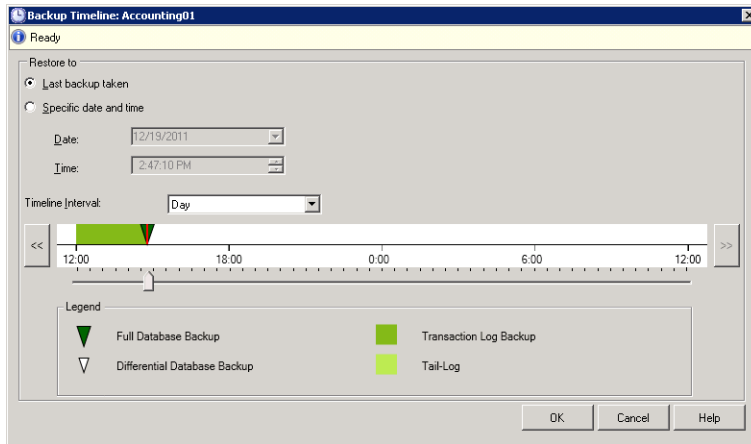 Backup Timeline: Accounting01
Ready
Restore to
Last backup taken
Specific date and time
Date: 12/19/2011
Time: 2:47:10 PM
Timeline Interval: Day
<< >>
12:00 18:00 0:00 6:00 12:00
Legend
Full Database Backup Transaction Log Backup
Differential Database Backup Tail-Log
OK Cancel Help